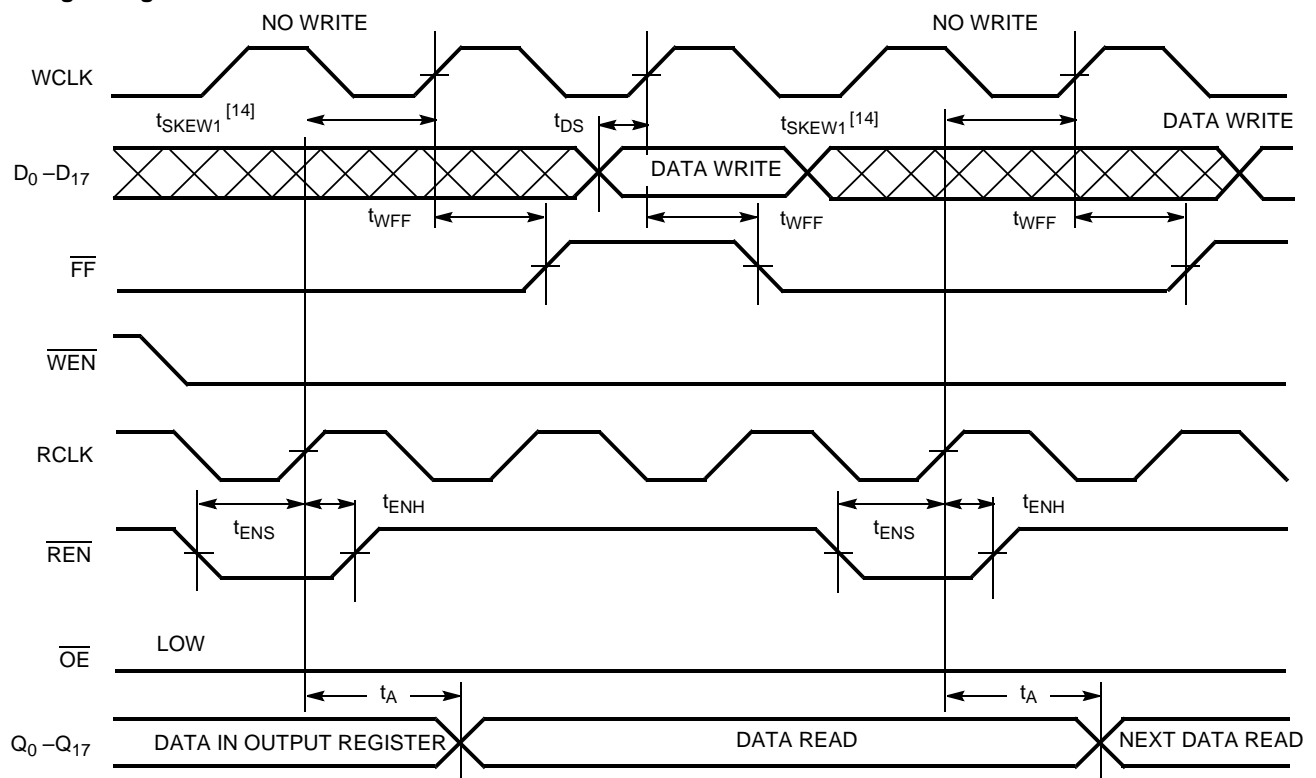 NO WRITE NO WRITE
WCLK
tSKEW1 [14] tDS tSKEW1 [14] DATA WRITE
D0 –D17 DATA WRITE
tWFF tWFF tWFF
FF
WEN
RCLK
tENH tENH
tENS tENS
REN
LOW
OE
tA tA
Q0 –Q17 DATA IN OUTPUT REGISTER DATA READ NEXT DATA READ